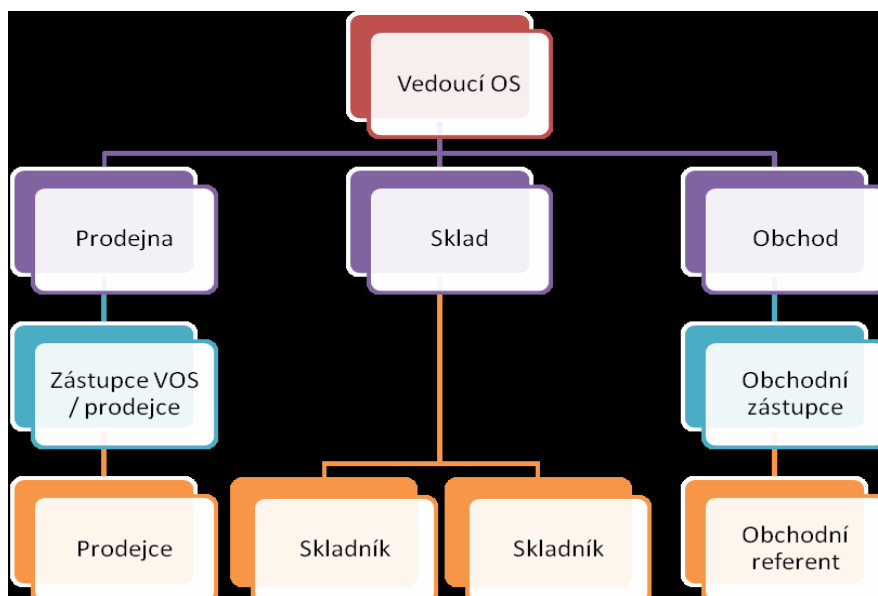 Vedoucí OS
Prodejna
Sklad
Obchod
Zástupce VOS
/ prodejce
Obchodní
zástupce
Prodejce
Skladník
Skladník
Obchodní
referent